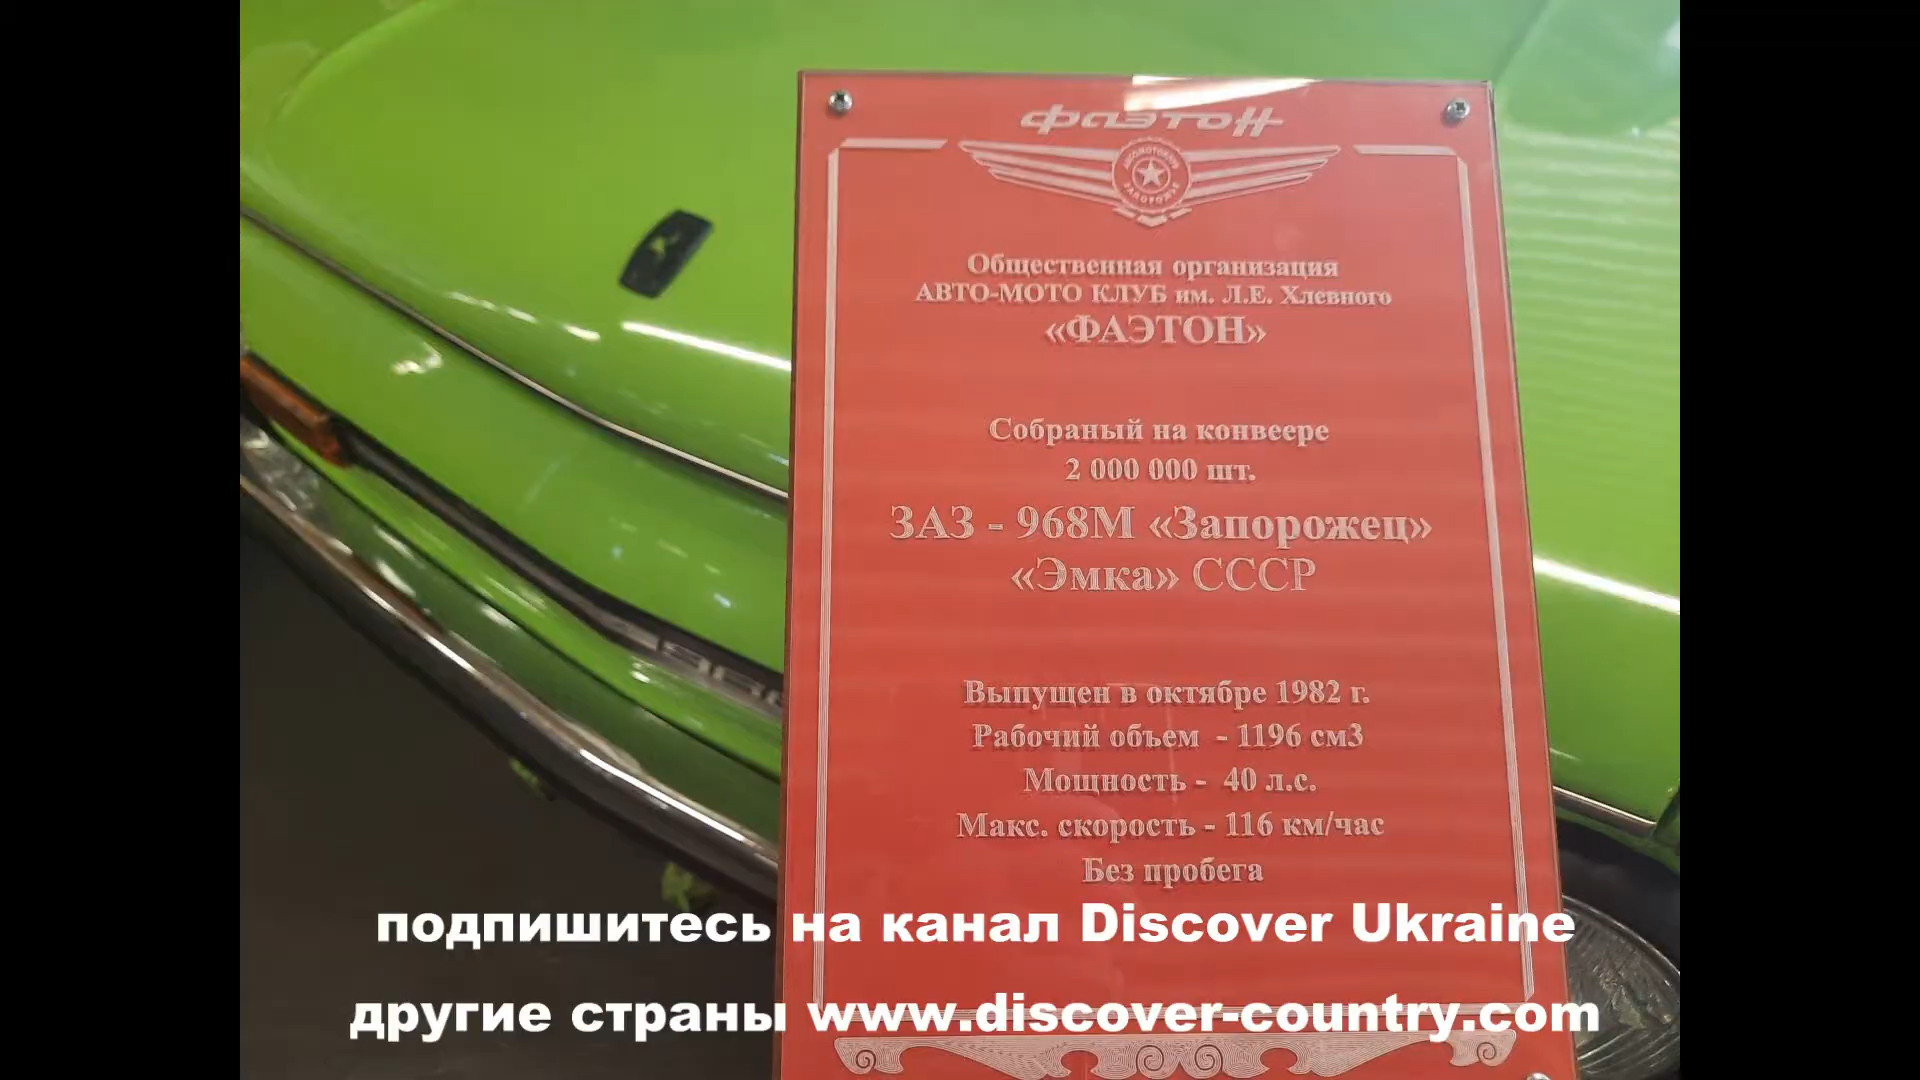 фаэтон
АВТОМОТОКЛУБ
ЗАПОРОЖЬЕ
Общественная организация
АВТО-МОТО КЛУБ им. Л.Е. Хлевного
«ФАЭТОН»
Собраный на конвеере
2 000 000 шт.
ЗАЗ - 968М «Запорожец»
«Эмка» СССР
Выпущен в октябре 1982 г.
Рабочий объем - 1196 см3
Мощность - 40 л.с.
Макс. скорость - 116 км/час
Без пробега
подпишитесь на канал Discover Ukraine
другие страны www.discover-country.com